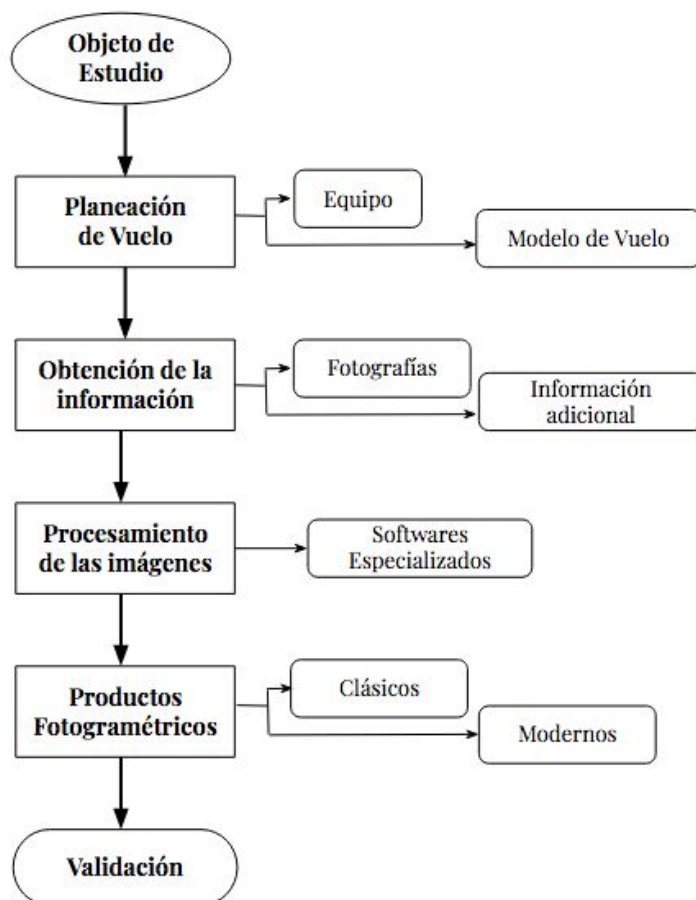 Objeto de
Estudio
Planeación
de Vuelo
Equipo
Modelo de Vuelo
Obtención de la
información
Fotografías
Información
adicional
Procesamiento
de las imágenes
Softwares
Especializados
Productos
Fotogramétricos
Clásicos
Modernos
Validación